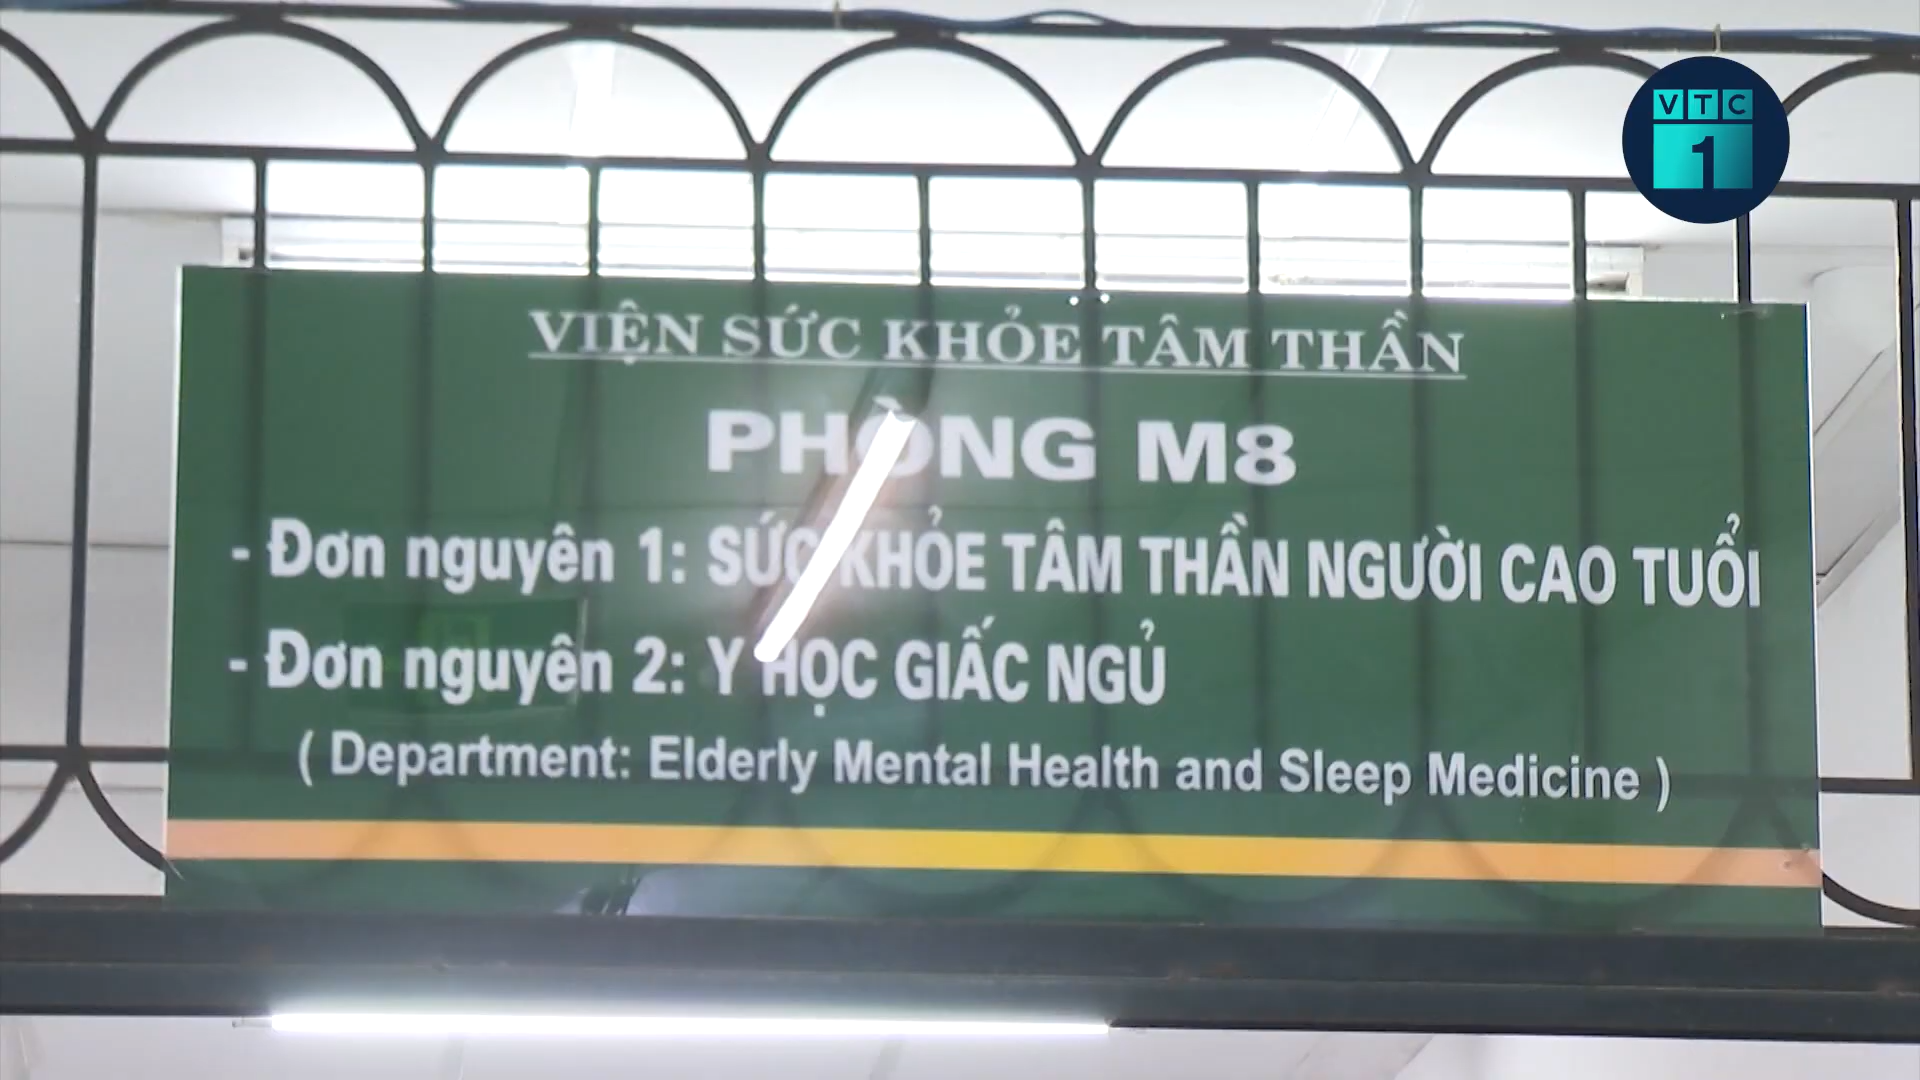 VTC
1
VIỆN SỨC KHỎE TÂM THẦN
PHÒNG M8
- Đơn nguyên 1: SỨC KHỎE TÂM THẦN NGƯỜI CAO TUỔI
- Đơn nguyên 2: Y HỌC GIẤC NGỦ
( Department: Elderly Mental Health and Sleep Medicine )